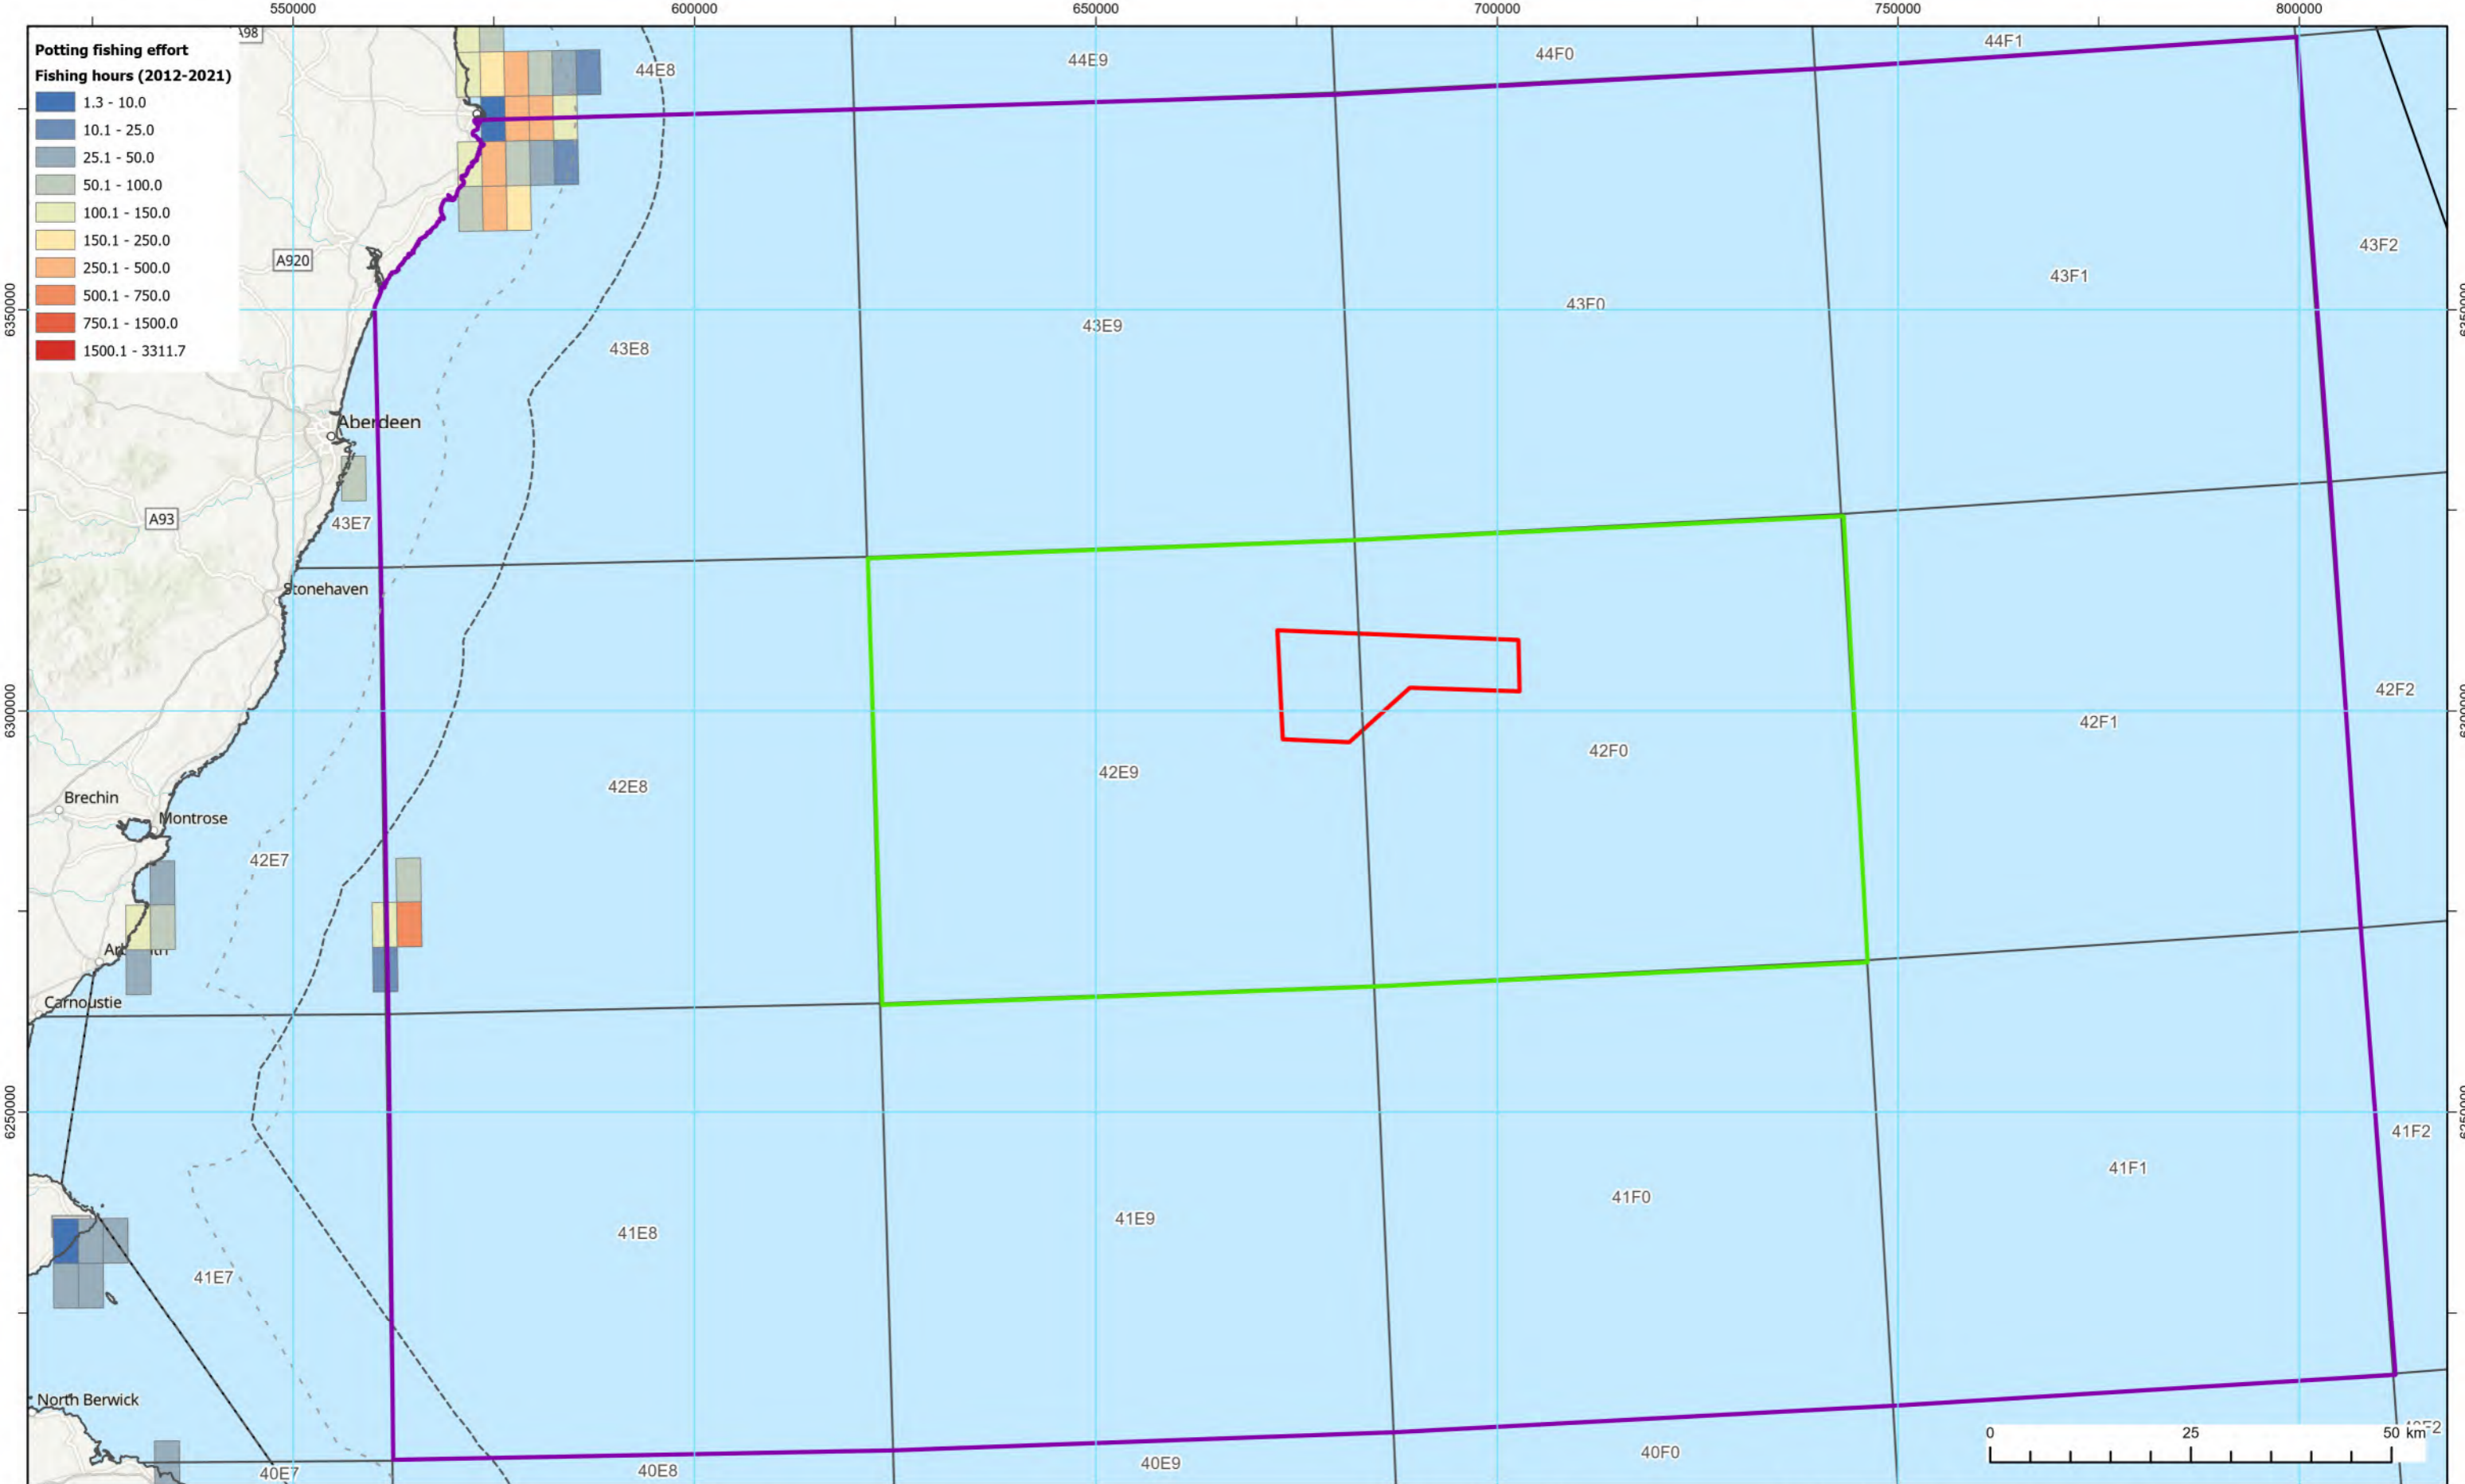 550000
600000
650000
700000
750000
800000
Potting fishing effort
Fishing hours (2012-2021)
1.3 - 10.0
10.1 - 25.0
25.1 - 50.0
50.1 - 100.0
100.1 - 150.0
150.1 - 250.0
250.1 - 500.0
500.1 - 750.0
750.1 - 1500.0
1500.1 - 3311.7
A98
44E8
44E9
44F0
44F1
43F2
A920
43F1
6350000
43E8
43E9
43F0
6350000
Aberdeen
A93
43E7
Stonehaven
6300000
42F2
6300000
42F1
42F0
42E9
42E8
Brechin
Montrose
42E7
Carnoustie
6250000
6250000
41F2
41F1
41F0
41E9
41E8
41E7
North Berwick
40E7
40E8
40E9
40F0
0
25
50 km